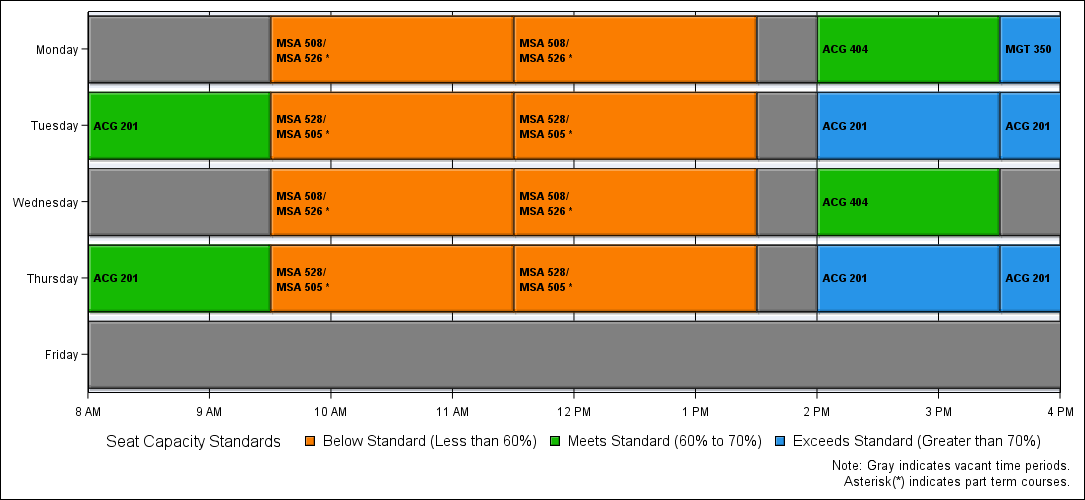 Monday
MSA 508/
MSA 526 *
MSA 508/
MSA 526 *
ACG 404
MGT 350
Tuesday
ACG 201
MSA 528/
MSA 505 *
MSA 528/
MSA 505 *
ACG 201
ACG 201
Wednesday
MSA 508/
MSA 526 *
MSA 508/
MSA 526 *
ACG 404
Thursday
ACG 201
MSA 528/
MSA 505 *
MSA 528/
MSA 505 *
ACG 201
ACG 201
Friday
8 AM 9 AM 10 AM 11 AM 12 PM 1 PM 2 PM 3 PM 4 PM
Seat Capacity Standards Below Standard (Less than 60%) Meets Standard (60% to 70%) Exceeds Standard (Greater than 70%)
Note: Gray indicates vacant time periods.
Asterisk(*) indicates part term courses.